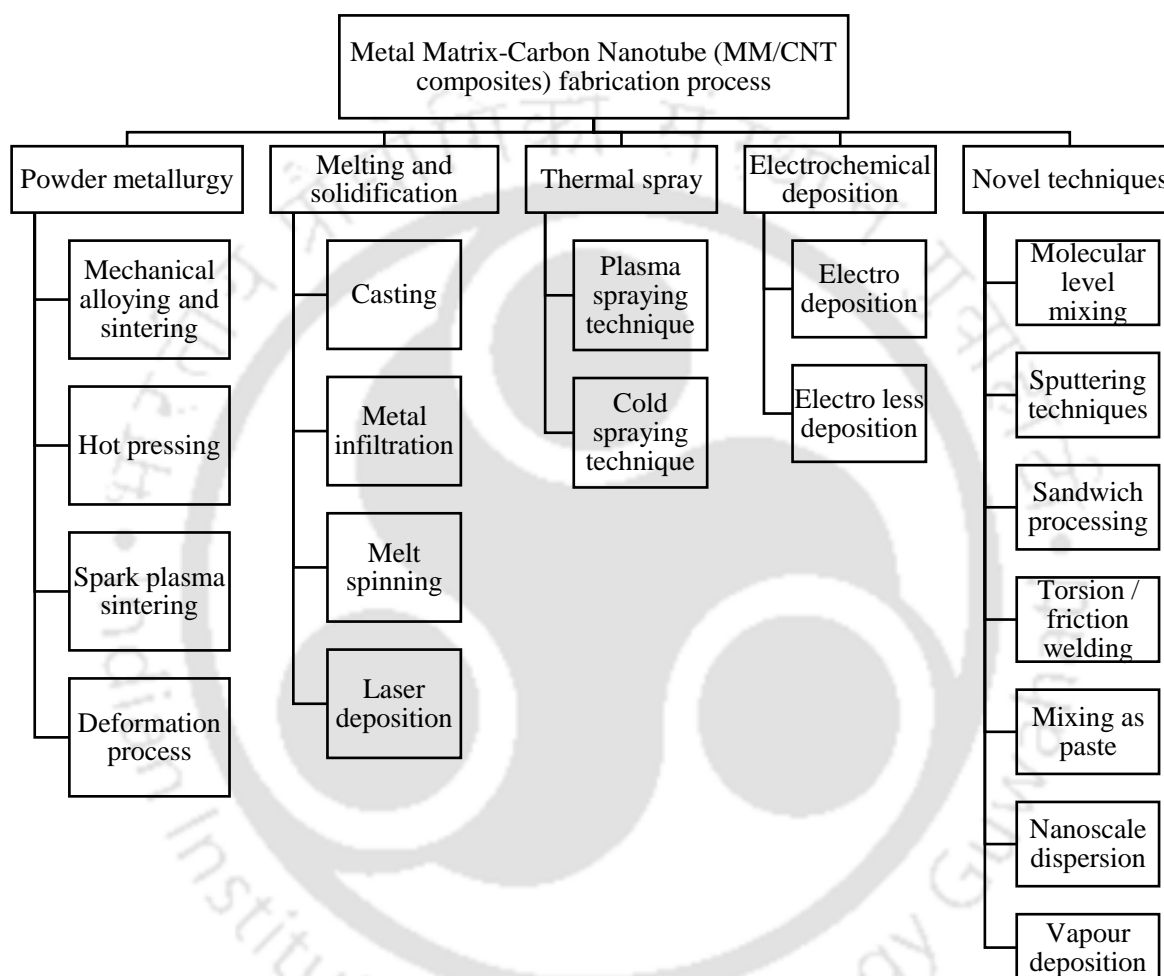 Metal Matrix-Carbon Nanotube (MM/CNT
composites) fabrication process
Powder metallurgy
Mechanical
alloying and
sintering
Hot pressing
Spark plasma
sintering
Deformation
process
Melting and
solidification
Casting
Metal
infiltration
Melt
spinning
Laser
deposition
Thermal spray
Plasma
spraying
technique
Cold
spraying
technique
Electrochemical
deposition
Electro
deposition
Electro less
deposition
Novel techniques
Molecular
level
mixing
Sputtering
techniques
Sandwich
processing
Torsion /
friction
welding
Mixing as
paste
Nanoscale
dispersion
Vapour
deposition
Indian Institu